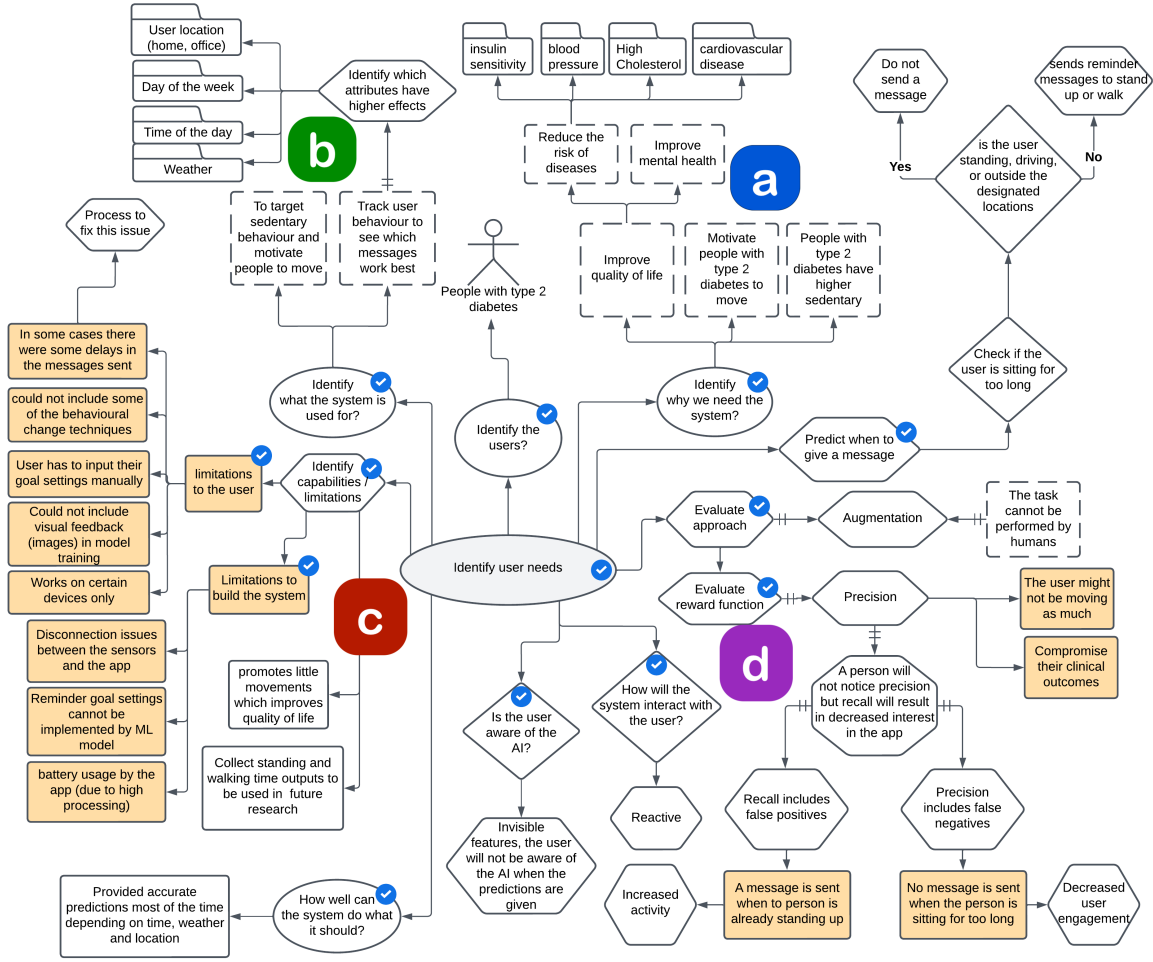 User location
(home, office)
Day of the week
Time of the day
Weather
Identify which
attributes have
higher effects
b
insulin
sensitivity
blood
pressure
High
Cholesterol
cardiovascular
disease
Reduce the
risk of
diseases
Improve
mental health
a
Do not
send a
message
sends reminder
messages to stand
up or walk
Yes
No
is the user
standing, driving,
or outside the
designated
locations
Process to
fix this issue
To target
sedentary
behaviour and
motivate
people to move
Track user
behaviour to
see which
messages
work best
People with type 2
diabetes
Improve
quality of life
Motivate
people with
type 2
diabetes to
move
People with
type 2
diabetes have
higher
sedentary
In some cases there
were some delays in
the messages sent
could not include some
of the behavioural
change techniques
User has to input their
goal settings manually
Could not include
visual feedback
(images) in model
training
Works on certain
devices only
limitations
to the user
Identify
capabilities /
limitations
Identify
what the system is
used for?
Identify the
users?
Identify
why we need the
system?
Check if the
user is sitting for
too long
Predict when to
give a message
Limitations to
build the system
c
Identify user needs
Evaluate
approach
Augmentation
The task
cannot be
performed by
humans
Evaluate
reward function
Precision
The user might
not be moving
as much
Compromise
their clinical
outcomes
d
Disconnection issues
between the sensors
and the app
Reminder goal settings
cannot be
implemented by ML
model
battery usage by the
app (due to high
processing)
promotes little
movements
which improves
quality of life
Collect standing and
walking time outputs to
be used in future
research
Is the user
aware of the
AI?
How will the
system interact with
the user?
A person will
not notice precision
but recall will result
in decreased interest
in the app
Reactive
Recall includes
false positives
Precision
includes false
negatives
Invisible
features, the user
will not be aware of
the AI when the
predictions are
given
Increased
activity
A message is sent
when to person is
already standing up
No message is sent
when the person is
sitting for too long
Decreased
user
engagement
Provided accurate
predictions most of the time
depending on time, weather
and location
How well can
the system do what
it should?